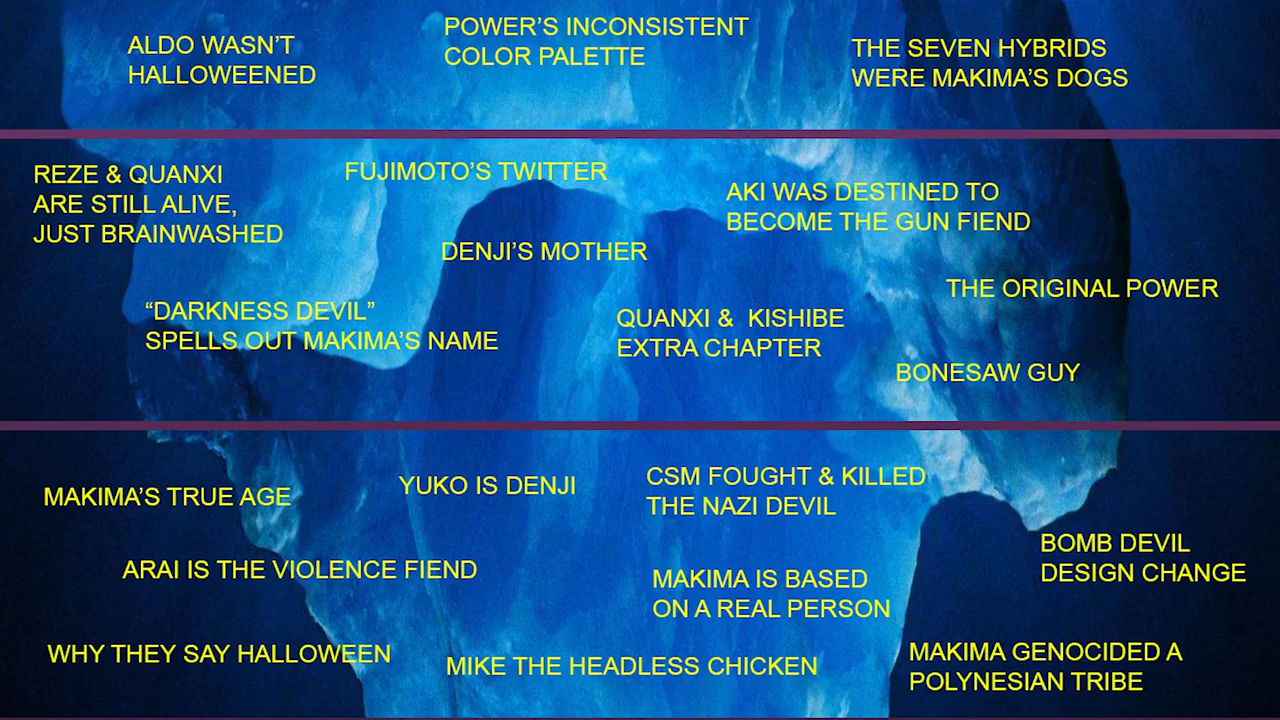 ALDO WASN'T
HALLOWEENED
POWER'S INCONSISTENT
COLOR PALETTE
THE SEVEN HYBRIDS
WERE MAKIMA'S DOGS
REZE & QUANXI
ARE STILL ALIVE,
JUST BRAINWASHED
FUJIMOTO'S TWITTER
DENJI'S MOTHER
AKI WAS DESTINED TO
BECOME THE GUN FIEND
THE ORIGINAL POWER
"DARKNESS DEVIL"
SPELLS OUT MAKIMA'S NAME
QUANXI &  KISHIBE
EXTRA CHAPTER
BONESAW GUY
MAKIMA'S TRUE AGE
YUKO IS DENJI
CSM FOUGHT & KILLED
THE NAZI DEVIL
BOMB DEVIL
DESIGN CHANGE
ARAI IS THE VIOLENCE FIEND
MAKIMA IS BASED
ON A REAL PERSON
WHY THEY SAY HALLOWEEN
MIKE THE HEADLESS CHICKEN
MAKIMA GENOCIDED A
POLYNESIAN TRIBE